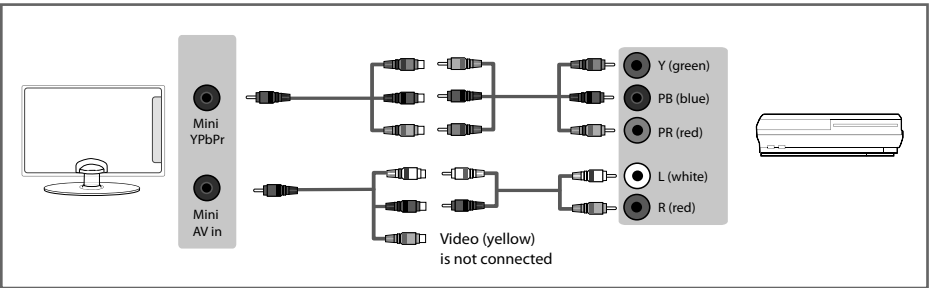 Mini
YPbPr
Mini
AV in
Y (green)
PB (blue)
PR (red)
L (white)
R (red)
Video (yellow)
is not connected